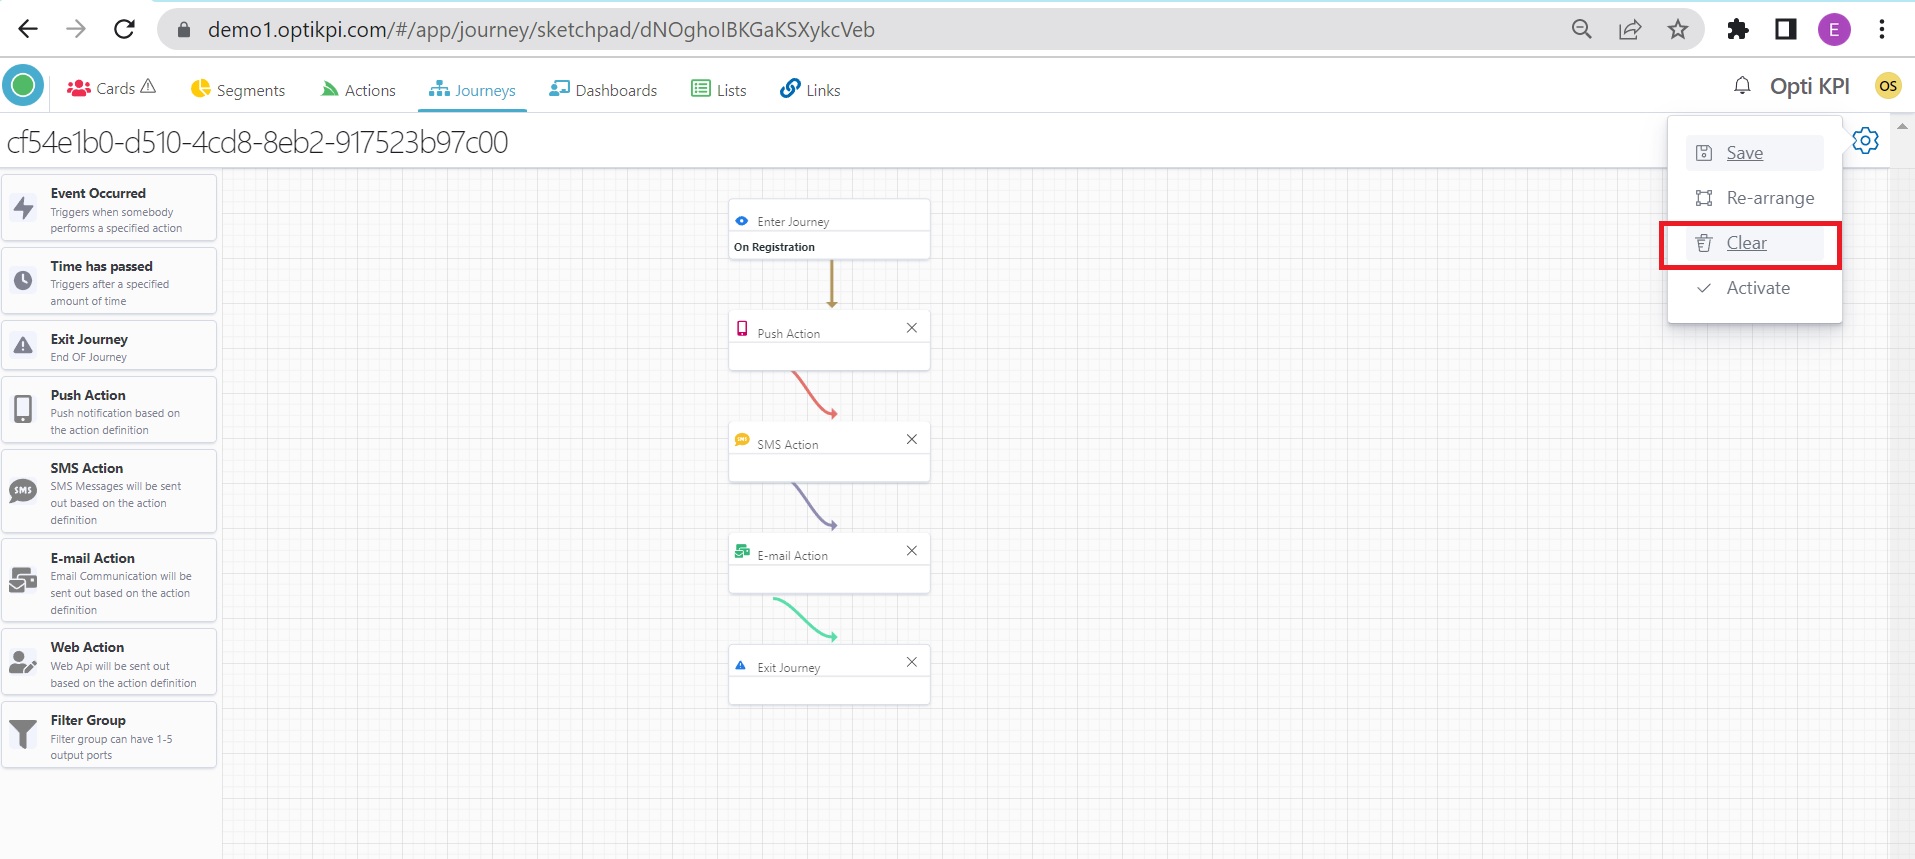 demo1.optikpi.com/#/app/journey/sketchpad/dNOghoIBKGaKSXykcVeb
E
Cards
Segments
Actions
Journeys
Dashboards
Lists
Links
Opti KPI
OS
cf54e1b0-d510-4cd8-8eb2-917523b97c00
Save
Re-arrange
Clear
Activate
Event Occurred
Triggers when somebody
performs a specified action
Time has passed
Triggers after a specified
amount of time
Exit Journey
End OF Journey
Push Action
Push notification based on
the action definition
SMS
SMS Action
SMS Messages will be sent
out based on the action
definition
E-mail Action
Email Communication will be
sent out based on the action
definition
Web Action
Web Api will be sent out
based on the action definition
Filter Group
Filter group can have 1-5
output ports
Enter Journey
On Registration
Push Action
SMS Action
E-mail Action
Exit Journey